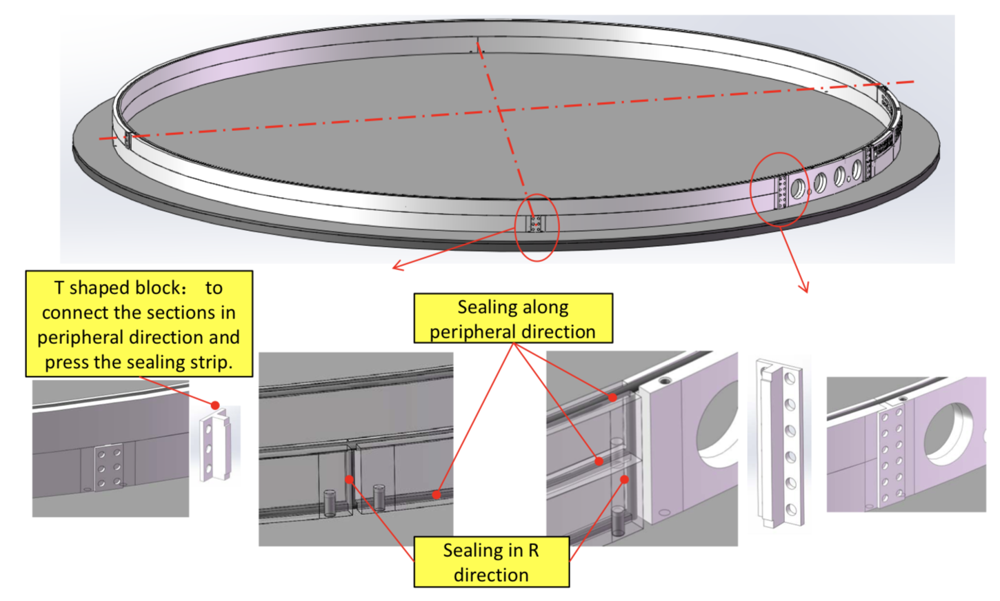 T shaped block： to
connect the sections in
peripheral direction and
press the sealing strip.
Sealing along
peripheral direction
Sealing in R
direction